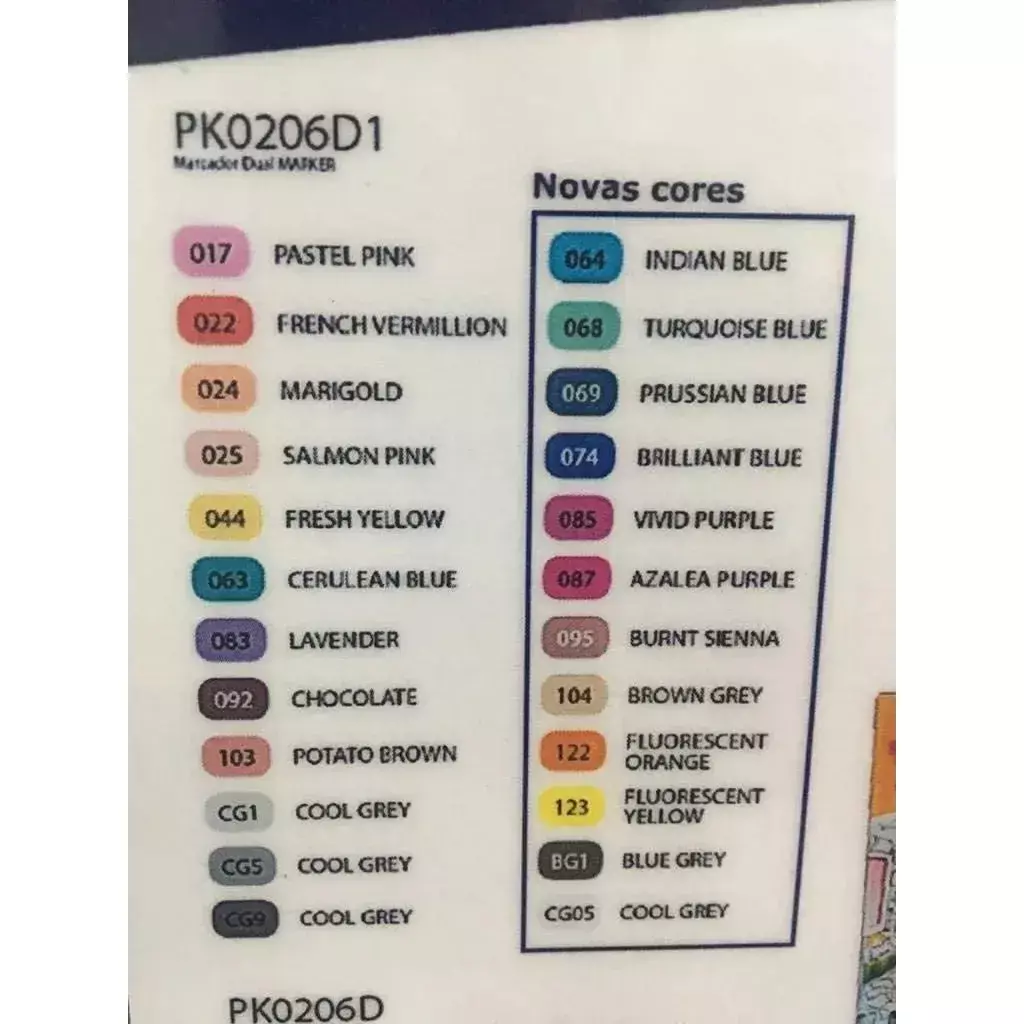 PK0206D1
Marcador Dual MARKER
017 PASTEL PINK
022 FRENCH VERMILLION
024 MARIGOLD
025 SALMON PINK
044 FRESH YELLOW
063 CERULEAN BLUE
083 LAVENDER
092 CHOCOLATE
103 POTATO BROWN
CG1 COOL GREY
CG5 COOL GREY
CG9 COOL GREY
Novas cores
064 INDIAN BLUE
068 TURQUOISE BLUE
069 PRUSSIAN BLUE
074 BRILLIANT BLUE
085 VIVID PURPLE
087 AZALEA PURPLE
095 BURNT SIENNA
104 BROWN GREY
122 FLUORESCENT
ORANGE
123 FLUORESCENT
YELLOW
BG1 BLUE GREY
CG05 COOL GREY
PK0206D